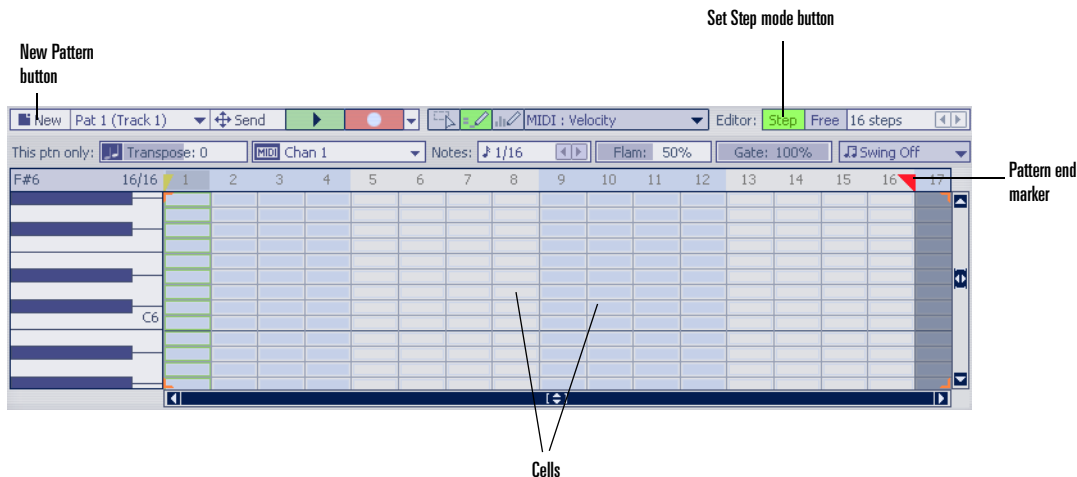 Set Step mode button
New Pattern
button
New Pat 1 (Track 1) Send MIDI : Velocity Editor: Step Free 16 steps
This ptn only: Transpose: 0 MIDI Chan 1 Notes: 1/16 Flam: 50% Gate: 100% Swing Off
Pattern end
marker
F#6 16/16 1 2 3 4 5 6 7 8 9 10 11 12 13 14 15 16 17
C6
Cells